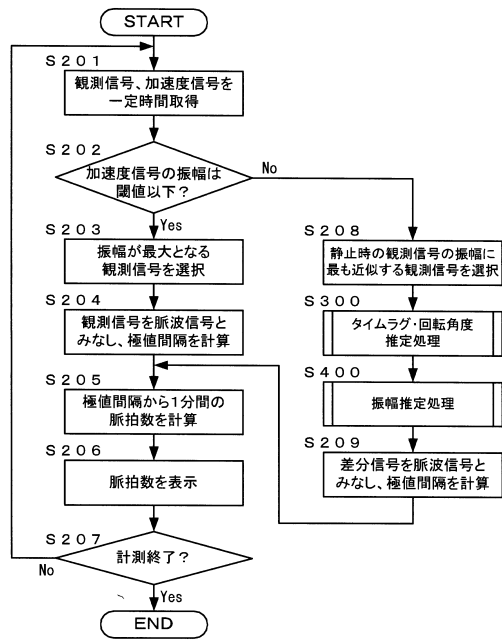 START
S201
観測信号、加速度信号を
一定時間取得
S202
加速度信号の振幅は
閾値以下？
No
Yes
S203
振幅が最大となる
観測信号を選択
S204
観測信号を脈波信号と
みなし、極値間隔を計算
S205
極値間隔から1分間の
脈拍数を計算
S206
脈拍数を表示
S207
計測終了？
No
Yes
END
S208
静止時の観測信号の振幅に
最も近似する観測信号を選択
S300
タイムラグ・回転角度
推定処理
S400
振幅推定処理
S209
差分信号を脈波信号と
みなし、極値間隔を計算